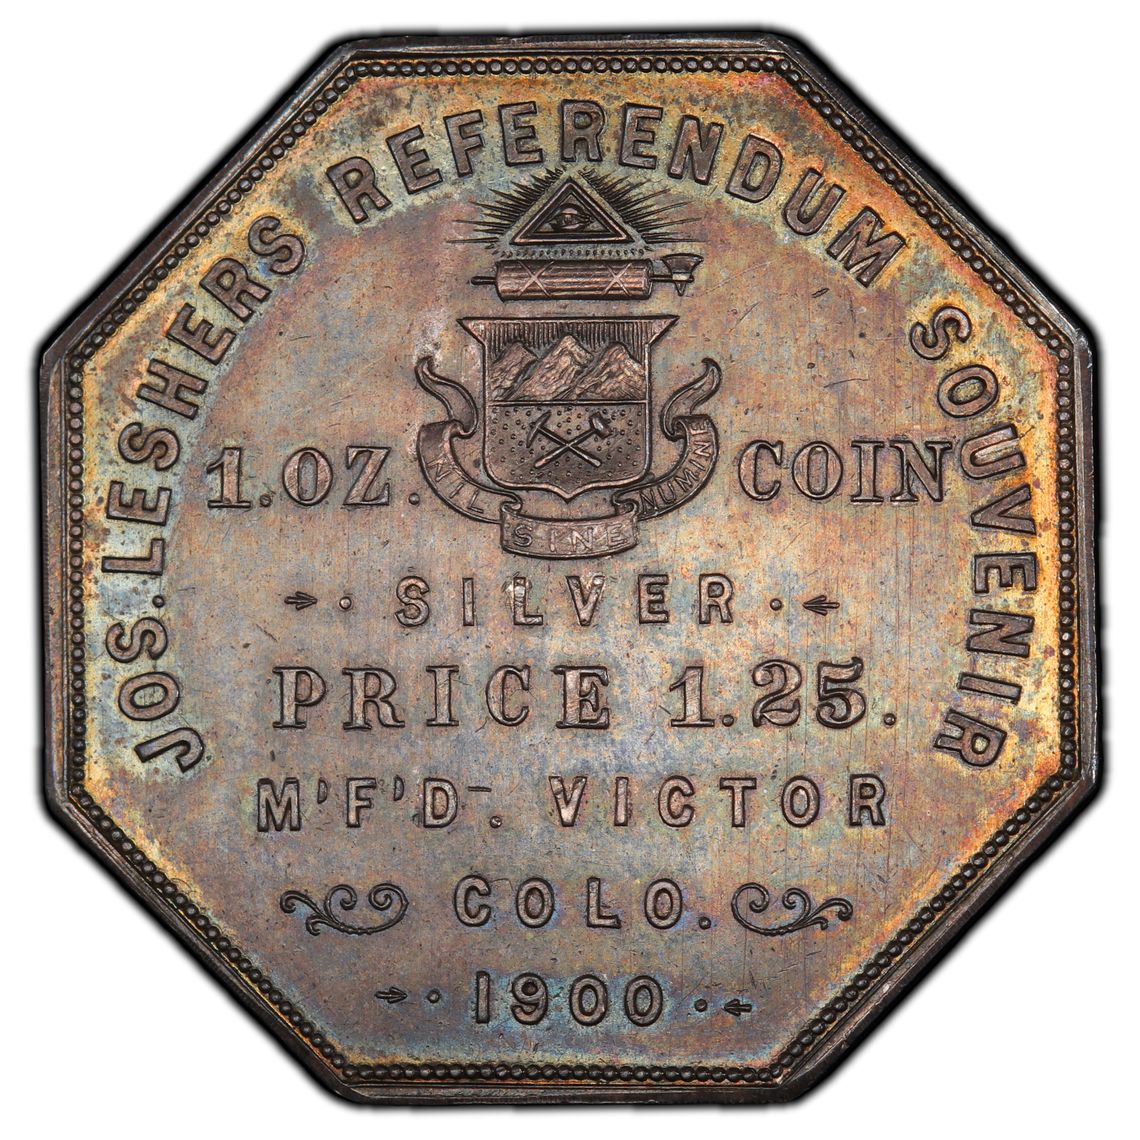 JOS. LESHERS REFERENDUM SOUVENIR
1.OZ. COIN
NIL SINE NUMINE
SILVER
PRICE 1.25.
M'F'D. VICTOR
COLO.
1900